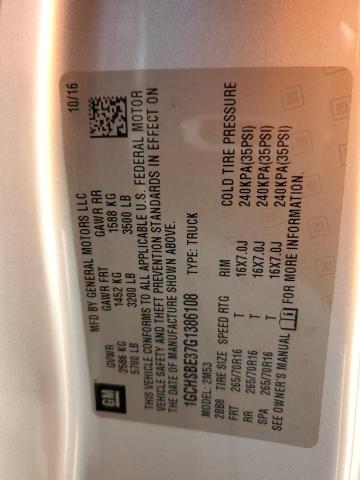 GM
10/16
MFD BY GENERAL MOTORS LLC
GVWR GAWR FRT GAWR RR
2586 KG 1452 KG 1588 KG
5700 LB 3200 LB 3500 LB
THIS VEHICLE CONFORMS TO ALL APPLICABLE U.S. FEDERAL MOTOR
VEHICLE SAFETY AND THEFT PREVENTION STANDARDS IN EFFECT ON
THE DATE OF MANUFACTURE SHOWN ABOVE.
1GCHSBE37G1386108 TYPE: TRUCK
MODEL: 2M53
2BB8 TIRE SIZE SPEED RTG RIM COLD TIRE PRESSURE
FRT 265/70R16 T 16X7.0J 240KPA(35PSI)
RR 265/70R16 T 16X7.0J 240KPA(35PSI)
SPA 265/70R16 T 16X7.0J 240KPA(35PSI)
SEE OWNER'S MANUAL FOR MORE INFORMATION.